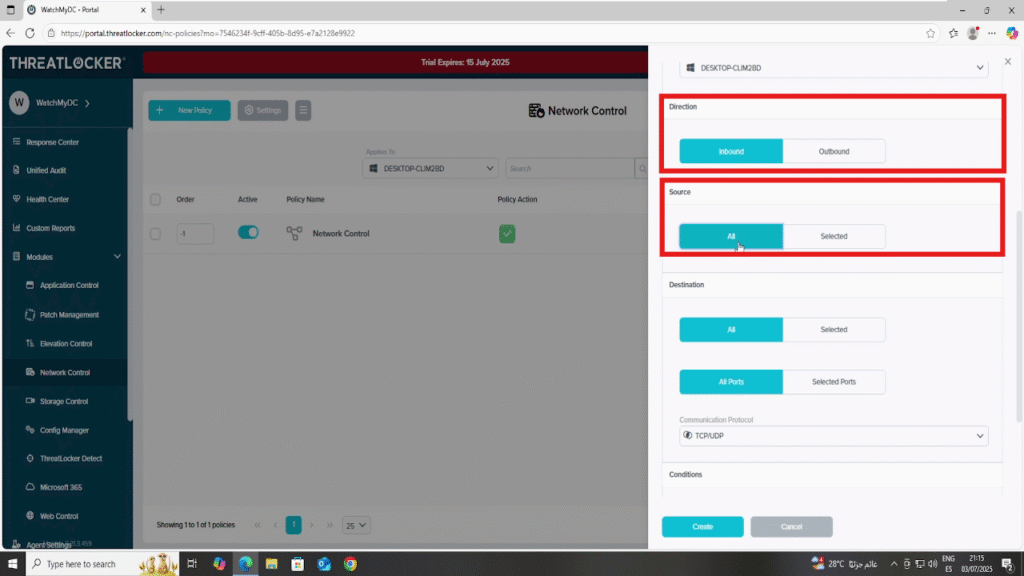 WatchMyDC - Portal
https://portal.threatlocker.com/nc-policies?mo=7546234f-9cff-405b-8d95-e7a2128e9922
THREATLOCKER
Trial Expires: 15 July 2025
W WatchMyDC
Response Center
Unified Audit
Health Center
Custom Reports
Modules
Application Control
Patch Management
Elevation Control
Network Control
Storage Control
Config Manager
ThreatLocker Detect
Microsoft 365
Web Control
Agent Settings
+ New Policy
Settings
Network Control
Applies To
DESKTOP-CLIM2BD
Search
Order Active Policy Name Policy Action
-1 Network Control
Showing 1 to 1 of 1 policies
1
25
DESKTOP-CLIM2BD
Direction
Inbound Outbound
Source
All Selected
Destination
All Selected
All Ports Selected Ports
Communication Protocol
TCP/UDP
Conditions
Create Cancel
Type here to search
28°C غائم جزئيًا
ENG
ES
21:15
03/07/2025
2